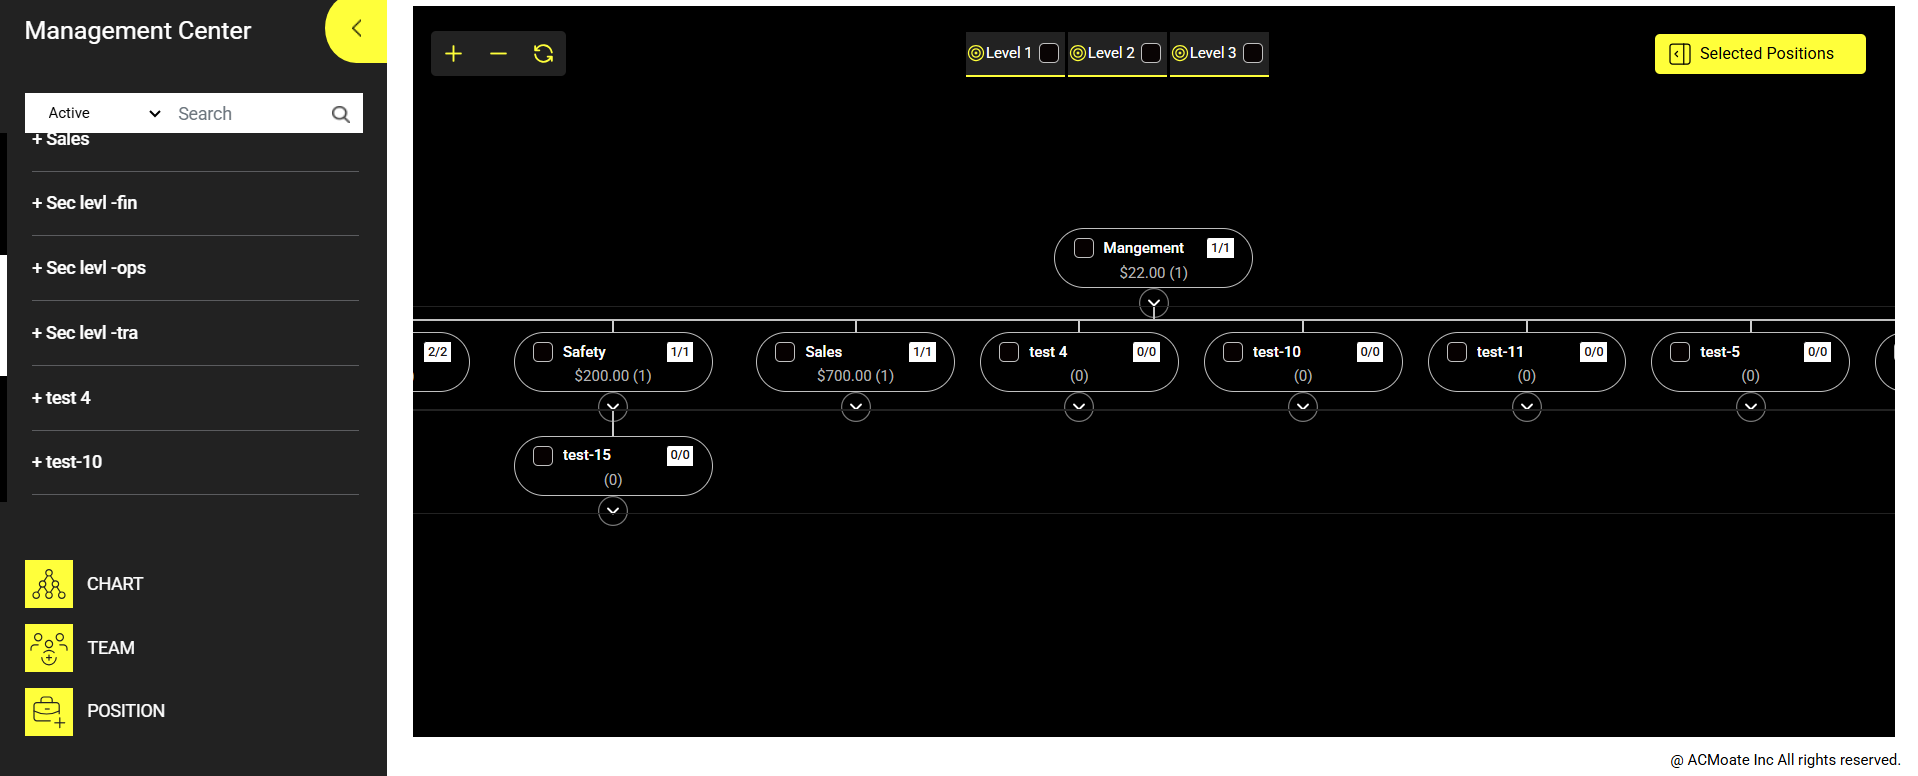 Management Center
Active
Search
+ Sales
+ Sec levl -fin
+ Sec levl -ops
+ Sec levl -tra
+ test 4
+ test-10
CHART
TEAM
POSITION
Level 1
Level 2
Level 3
Selected Positions
Mangement 1/1
$22.00 (1)
2/2
Safety 1/1
$200.00 (1)
Sales 1/1
$700.00 (1)
test 4 0/0
(0)
test-10 0/0
(0)
test-11 0/0
(0)
test-5 0/0
(0)
test-15 0/0
(0)
@ ACMoate Inc All rights reserved.